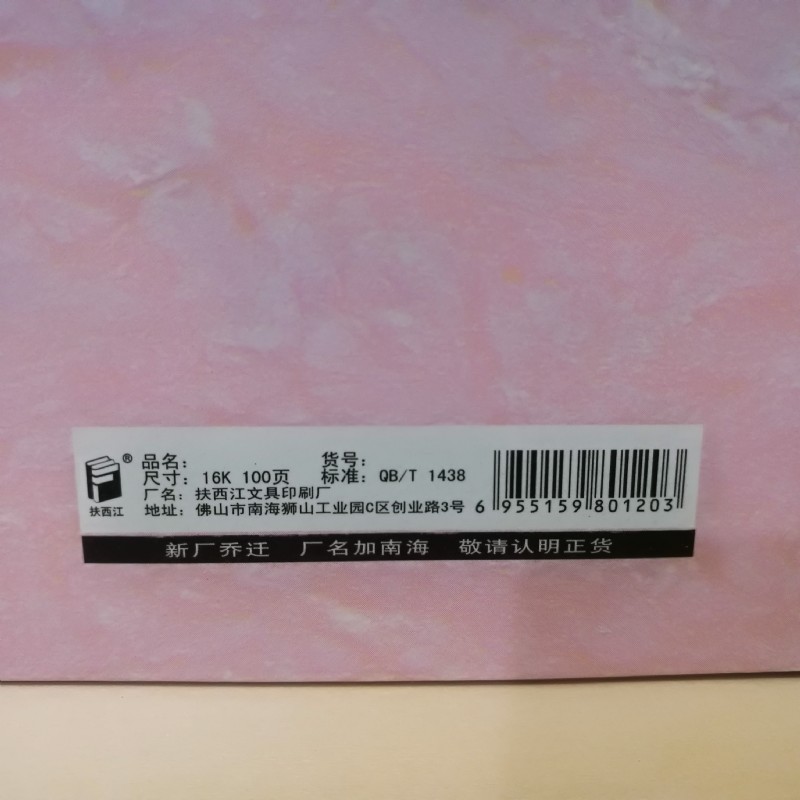 扶西江
®
品名: 货号:
尺寸: 16K 100页 标准: QB/T 1438
厂名: 扶西江文具印刷厂
地址: 佛山市南海狮山工业园C区创业路3号
6 955159 801203
新厂乔迁 厂名加南海 敬请认明正货